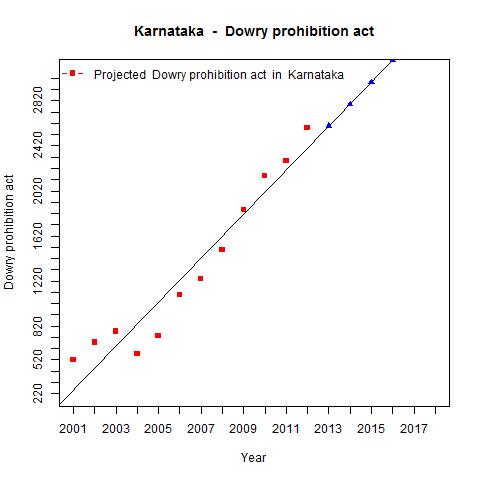 Karnataka - Dowry prohibition act
Projected Dowry prohibition act in Karnataka
Dowry prohibition act
2820
2420
2020
1620
1220
820
520
220
2001 2003 2005 2007 2009 2011 2013 2015 2017
Year